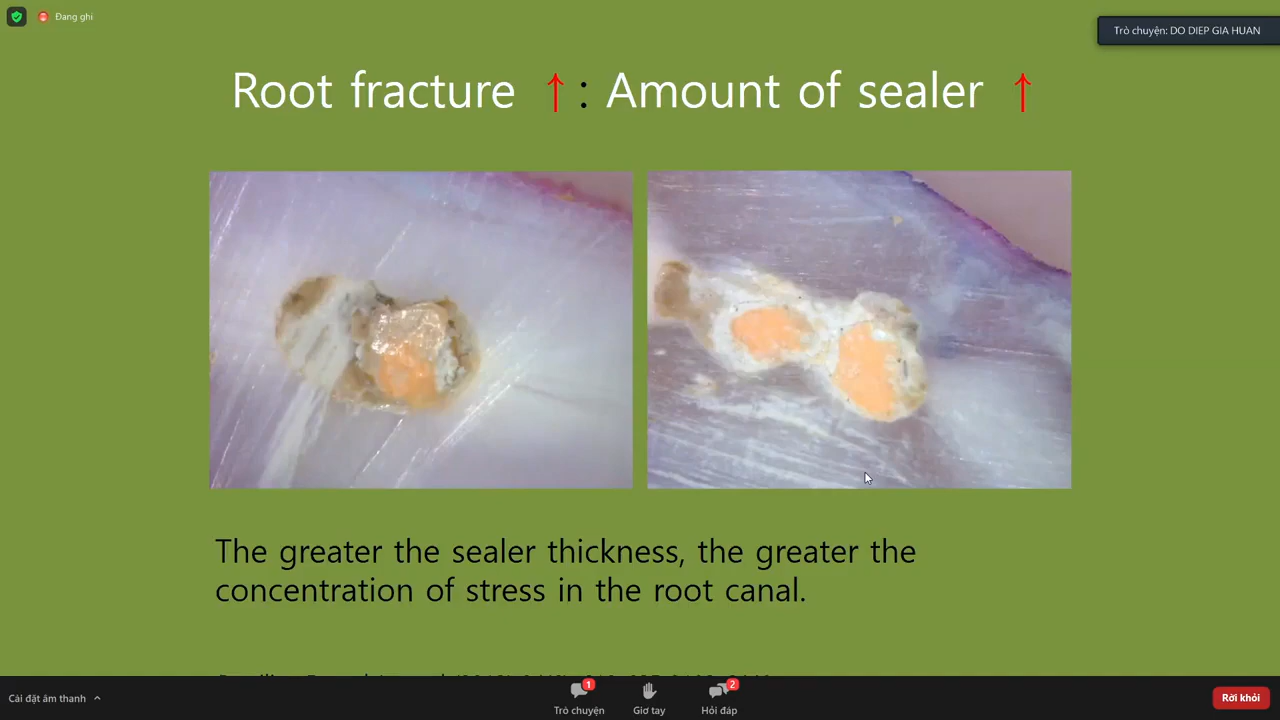 Đang ghi
Trò chuyện: DO DIEP GIA HUAN
Root fracture ↑ : Amount of sealer ↑
The greater the sealer thickness, the greater the
concentration of stress in the root canal.
Cài đặt âm thanh
1
Trò chuyện
Giơ tay
2
Hỏi đáp
Rời khỏi